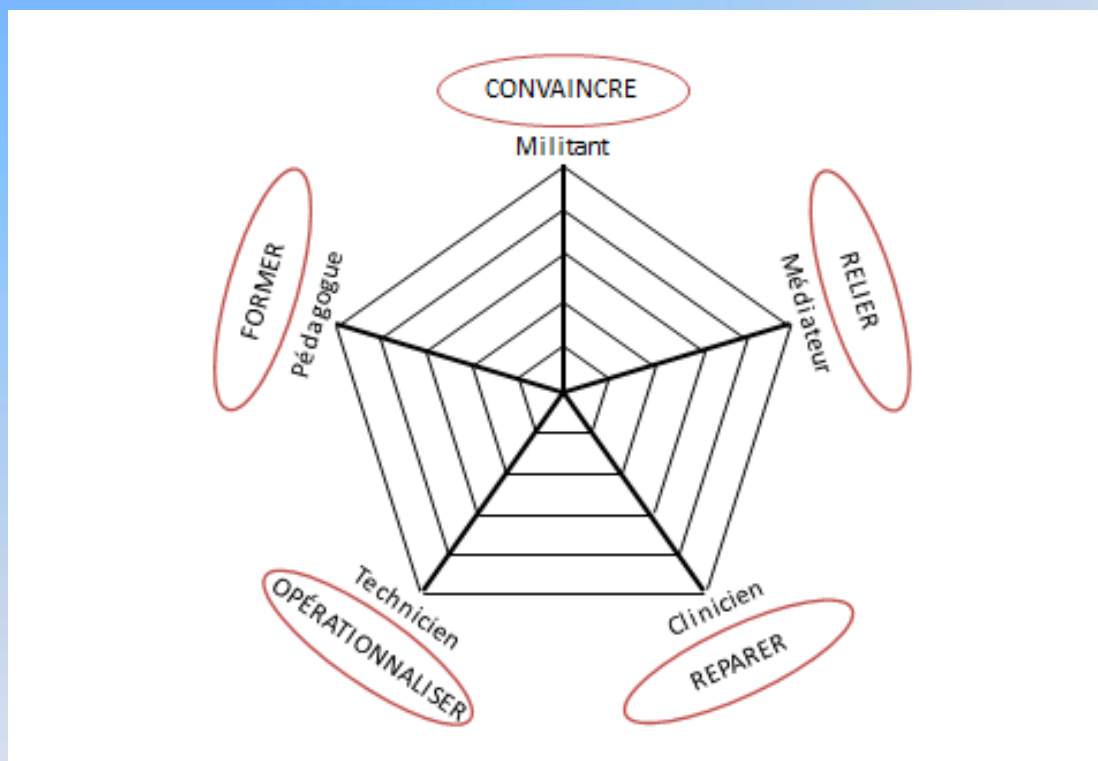 CONVAINCRE
Militant
FORMER
Pédagogue
Médiateur
RELIER
Technicien
OPÉRATIONNALISER
Clinicien
REPARER